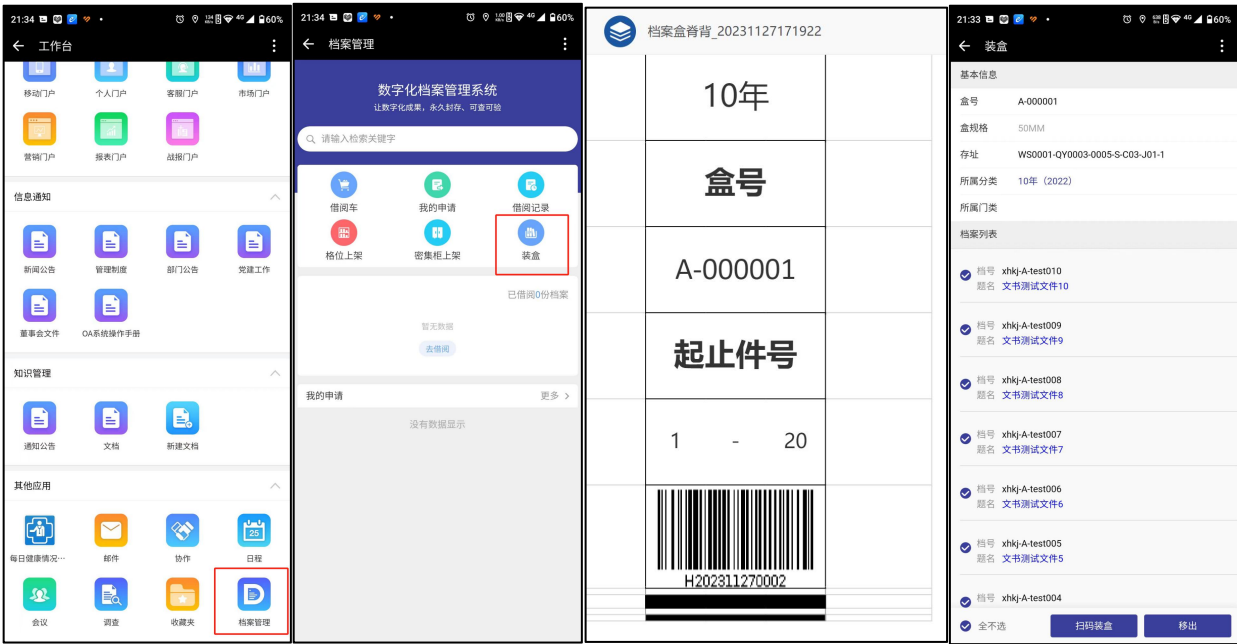 21:34
60%
工作台
移动门户 个人门户 客服门户 市场门户
营销门户 报表门户 战报门户
信息通知
新闻公告 管理制度 部门公告 党建工作
董事会文件 OA系统操作手册
知识管理
通知公告 文档 新建文档
其他应用
25
每日健康情况… 邮件 协作 日程
会议 调查 收藏夹 档案管理
21:34
60%
档案管理
数字化档案管理系统
让数字化成果，永久封存、可查可验
请输入检索关键字
借阅车 我的申请 借阅记录
格位上架 密集柜上架 装盒
已借阅0份档案
暂无数据
去借阅
我的申请 更多
没有数据显示
档案盒脊背_20231127171922
10年
盒号
A-000001
起止件号
1 - 20
H202311270002
21:33
60%
装盒
基本信息
盒号 A-000001
盒规格 50MM
存址 WS0001-QY0003-0005-S-C03-J01-1
所属分类 10年（2022）
所属门类
档案列表
档号 xhkj-A-test010
题名 文书测试文件10
档号 xhkj-A-test009
题名 文书测试文件9
档号 xhkj-A-test008
题名 文书测试文件8
档号 xhkj-A-test007
题名 文书测试文件7
档号 xhkj-A-test006
题名 文书测试文件6
档号 xhkj-A-test005
题名 文书测试文件5
档号 xhkj-A-test004
全不选 扫码装盒 移出